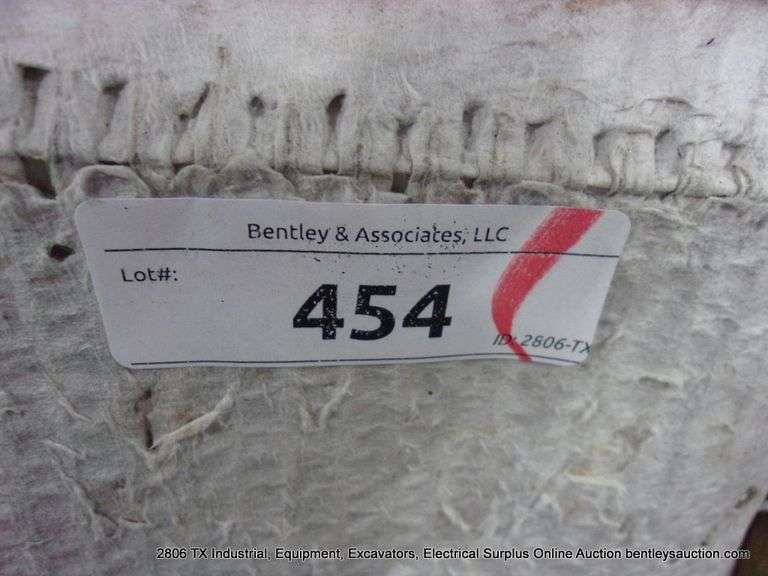 Bentley & Associates, LLC
Lot#:
454
ID: 2806-TX
2806 TX Industrial, Equipment, Excavators, Electrical Surplus Online Auction bentleysauction.com